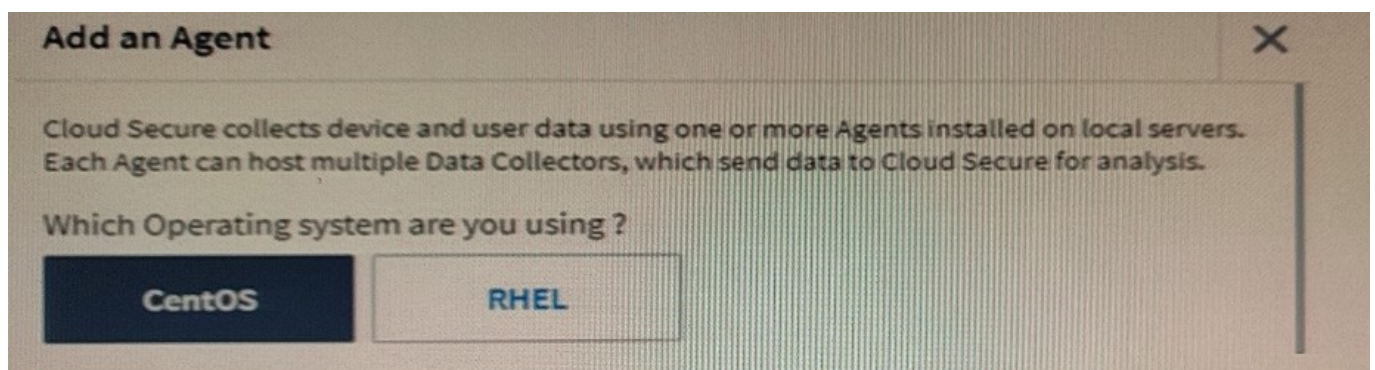 Add an Agent
Cloud Secure collects device and user data using one or more Agents installed on local servers.
Each Agent can host multiple Data Collectors, which send data to Cloud Secure for analysis.
Which Operating system are you using ?
CentOS
RHEL